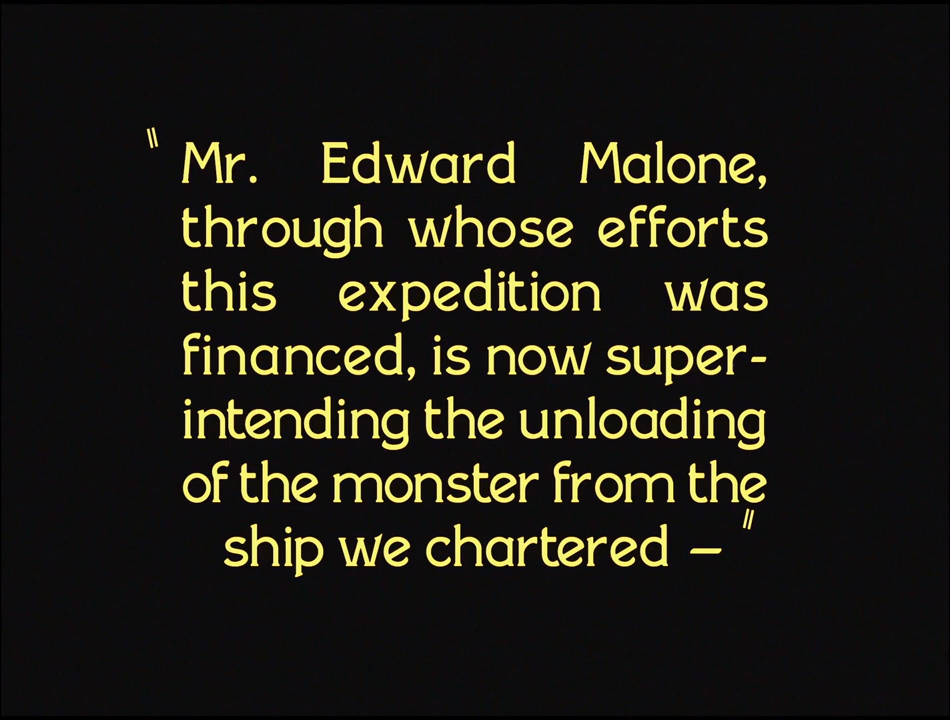 "Mr. Edward Malone,
through whose efforts
this expedition was
financed, is now super-
intending the unloading
of the monster from the
ship we chartered — "